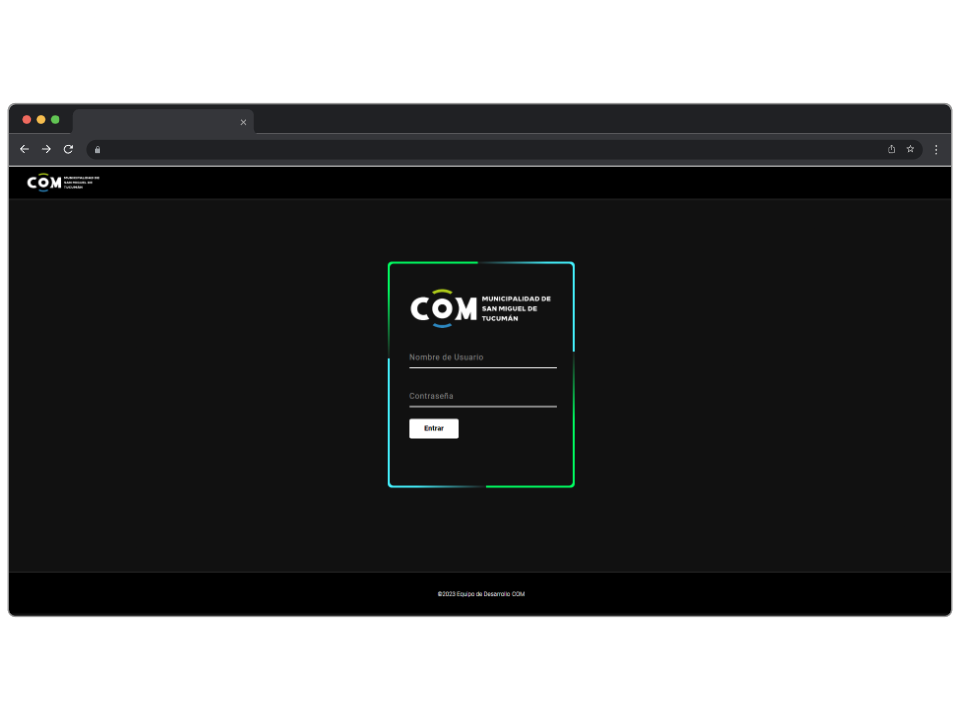 COM MUNICIPALIDAD DE
SAN MIGUEL DE
TUCUMÁN
COM MUNICIPALIDAD DE
SAN MIGUEL DE
TUCUMÁN
Nombre de Usuario
Contraseña
Entrar
©2023 Equipo de Desarrollo COM